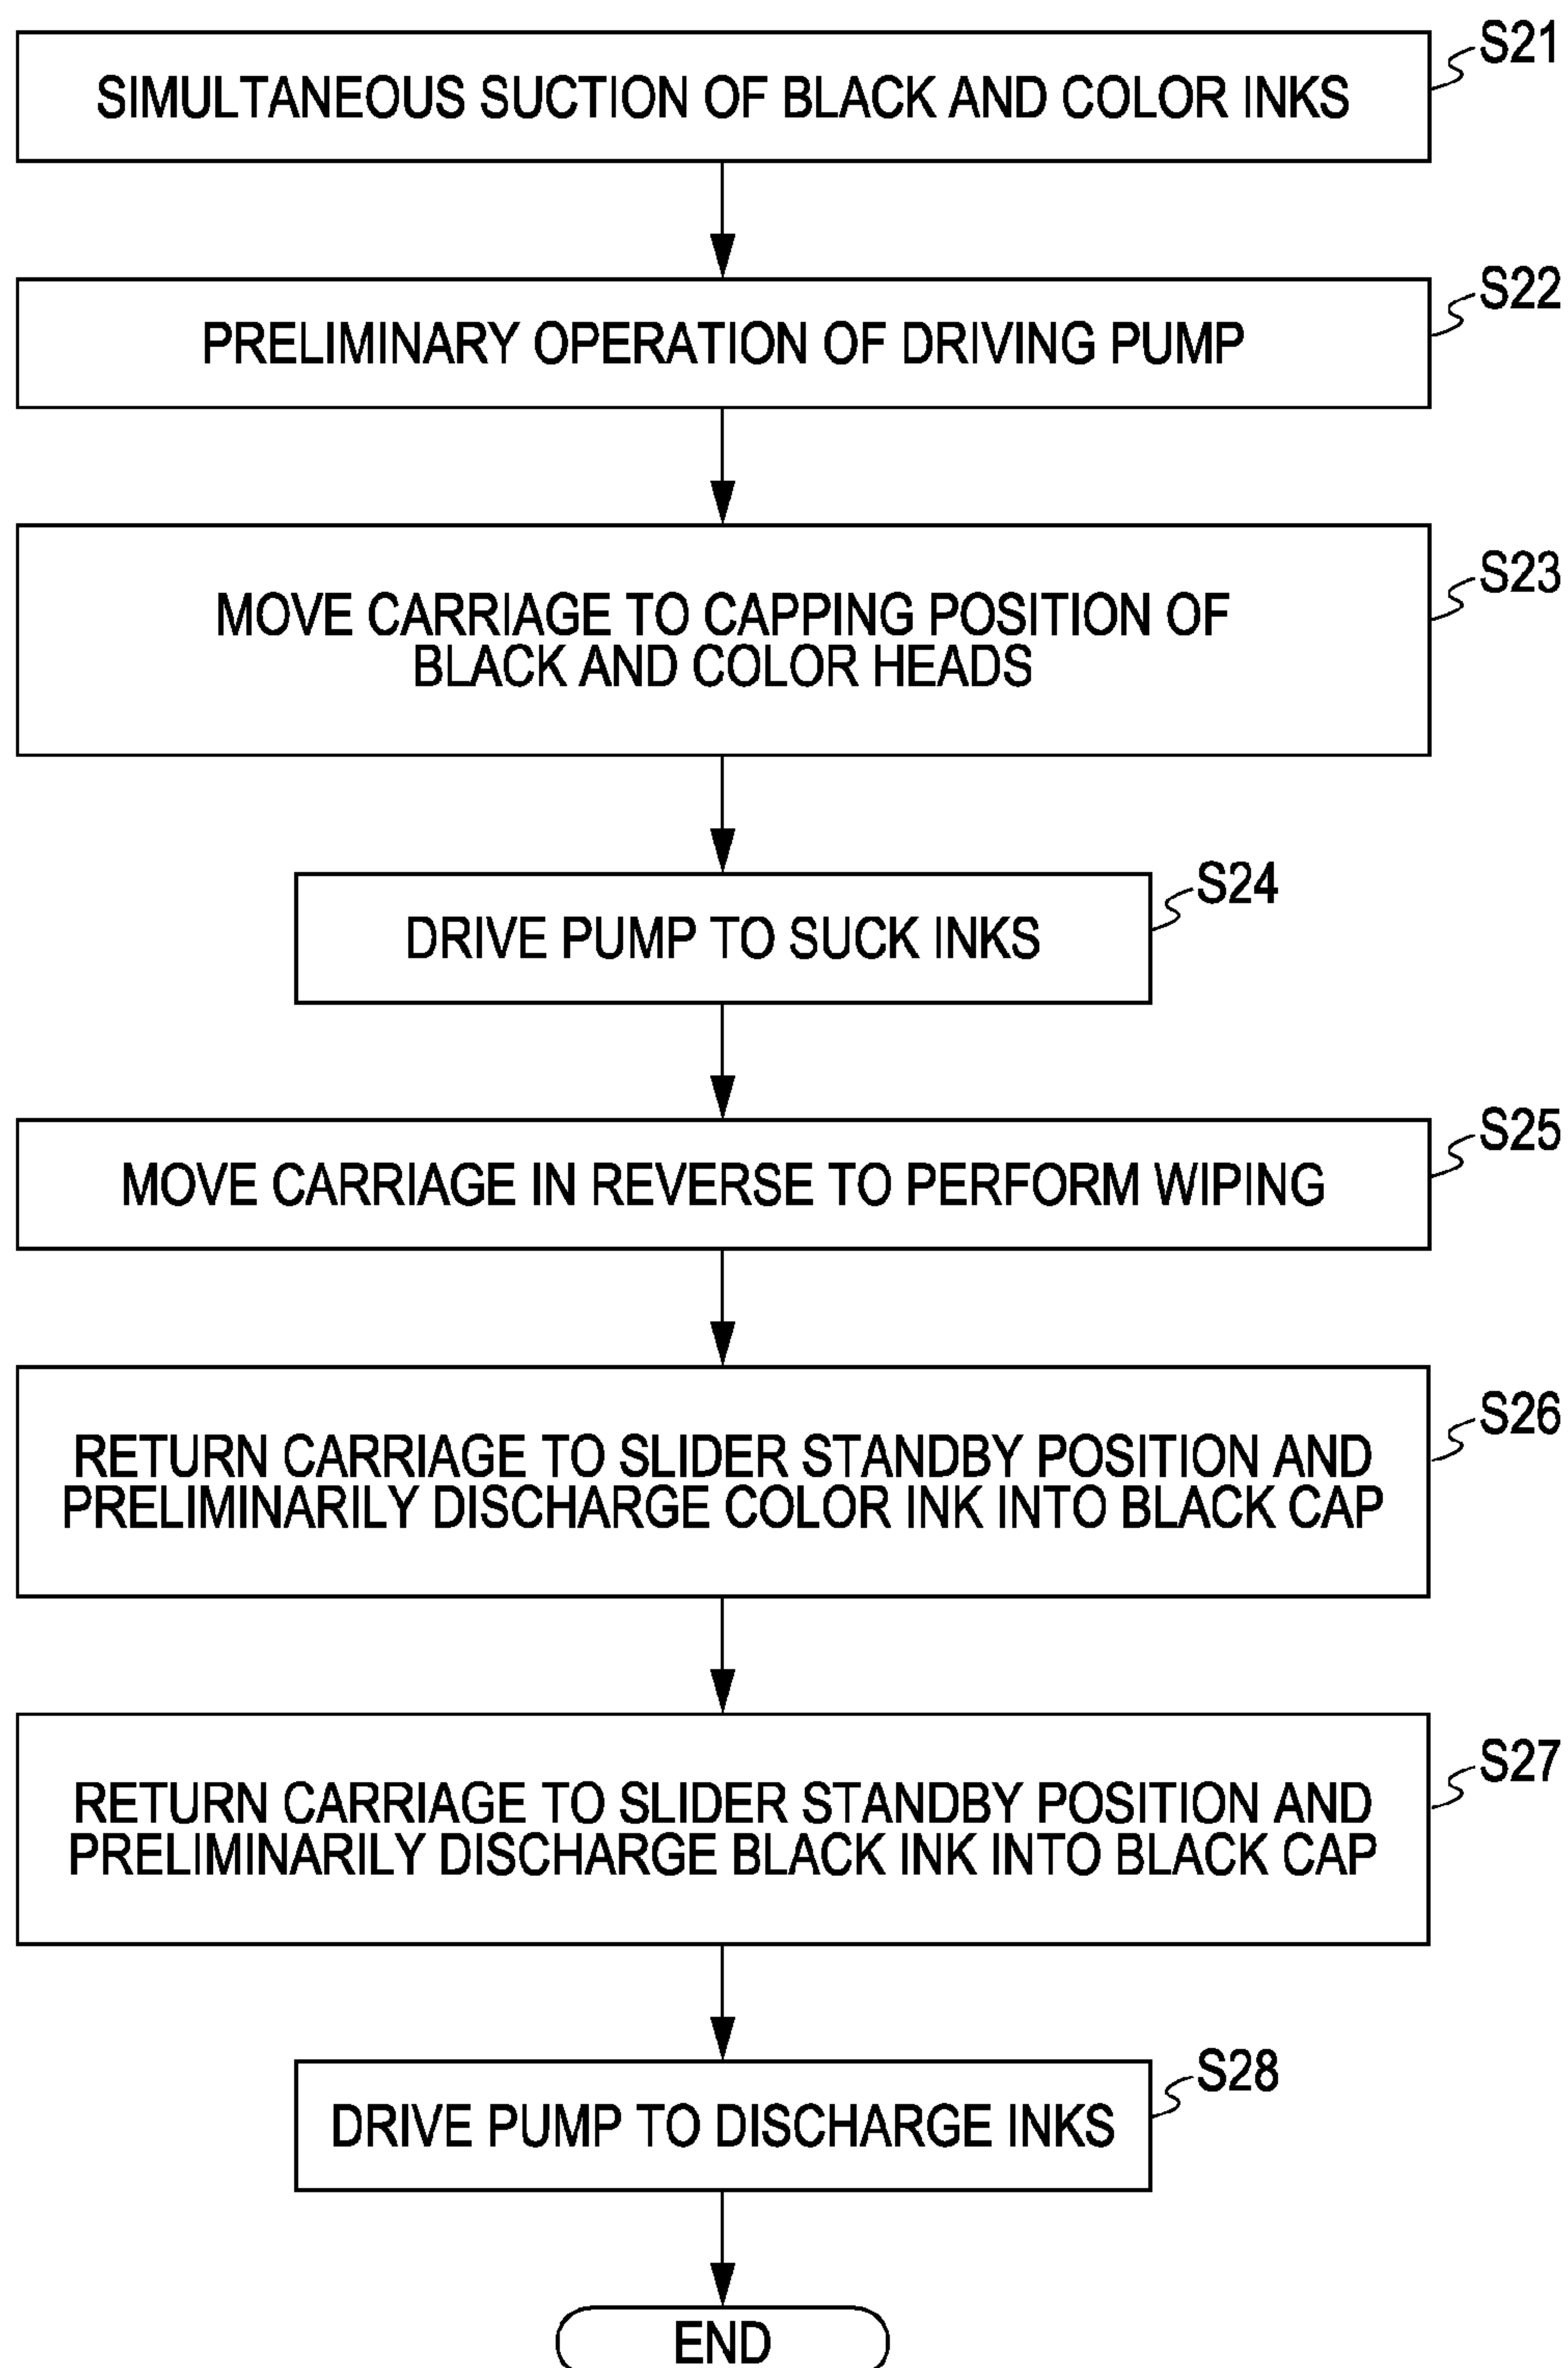 S21
SIMULTANEOUS SUCTION OF BLACK AND COLOR INKS
S22
PRELIMINARY OPERATION OF DRIVING PUMP
S23
MOVE CARRIAGE TO CAPPING POSITION OF
BLACK AND COLOR HEADS
S24
DRIVE PUMP TO SUCK INKS
S25
MOVE CARRIAGE IN REVERSE TO PERFORM WIPING
S26
RETURN CARRIAGE TO SLIDER STANDBY POSITION AND
PRELIMINARILY DISCHARGE COLOR INK INTO BLACK CAP
S27
RETURN CARRIAGE TO SLIDER STANDBY POSITION AND
PRELIMINARILY DISCHARGE BLACK INK INTO BLACK CAP
S28
DRIVE PUMP TO DISCHARGE INKS
END